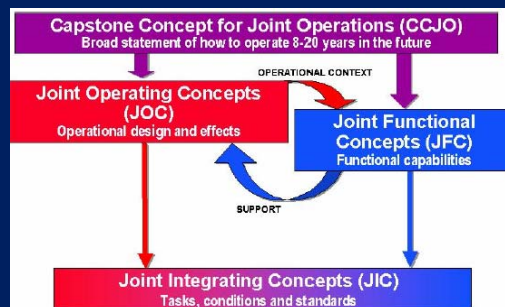 Capstone Concept for Joint Operations (CCJO)
Broad statement of how to operate 8-20 years in the future
OPERATIONAL CONTEXT
Joint Operating Concepts
(JOC)
Operational design and effects
Joint Functional
Concepts (JFC)
Functional capabilities
SUPPORT
Joint Integrating Concepts (JIC)
Tasks, conditions and standards